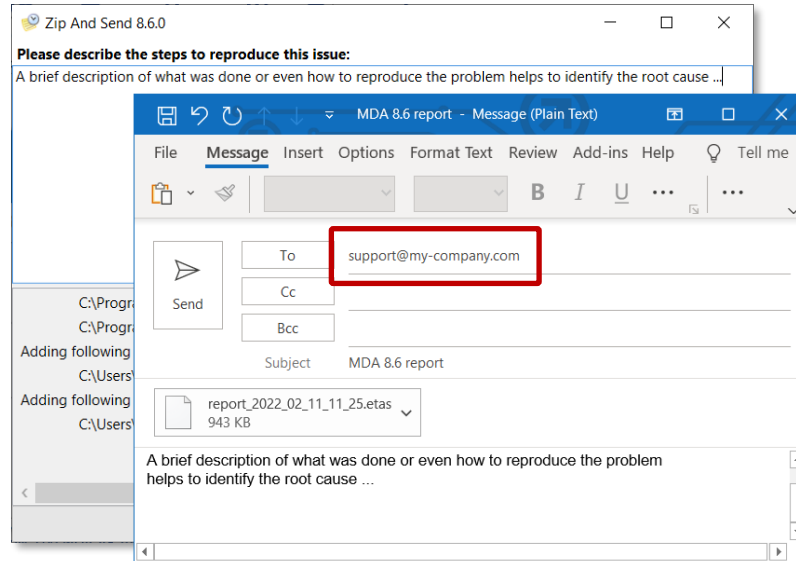 Zip And Send 8.6.0
Please describe the steps to reproduce this issue:
A brief description of what was done or even how to reproduce the problem helps to identify the root cause ...
MDA 8.6 report - Message (Plain Text)
File Message Insert Options Format Text Review Add-ins Help Tell me
B I U
To support@my-company.com
Send
Cc
Bcc
Subject MDA 8.6 report
report_2022_02_11_11_25.etas
943 KB
A brief description of what was done or even how to reproduce the problem
helps to identify the root cause ...
C:\Progr
C:\Progr
Adding following
C:\Users\
Adding following
C:\Users\